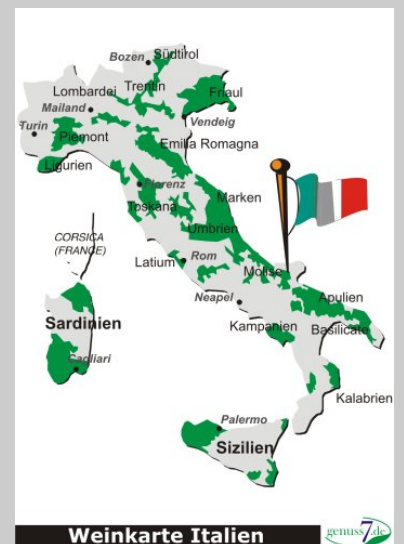 Bozen
Südtirol
Lombardei
Trentin
Friaul
Mailand
Vendeig
Turin
Piemont
Emilia Romagna
Ligurien
Florenz
Toskana
Marken
Umbrien
CORSICA
(FRANCE)
Latium
Rom
Molise
Neapel
Apulien
Sardinien
Kampanien
Basilicate
Cagliari
Kalabrien
Palermo
Sizilien
Weinkarte Italien
genuss7.de